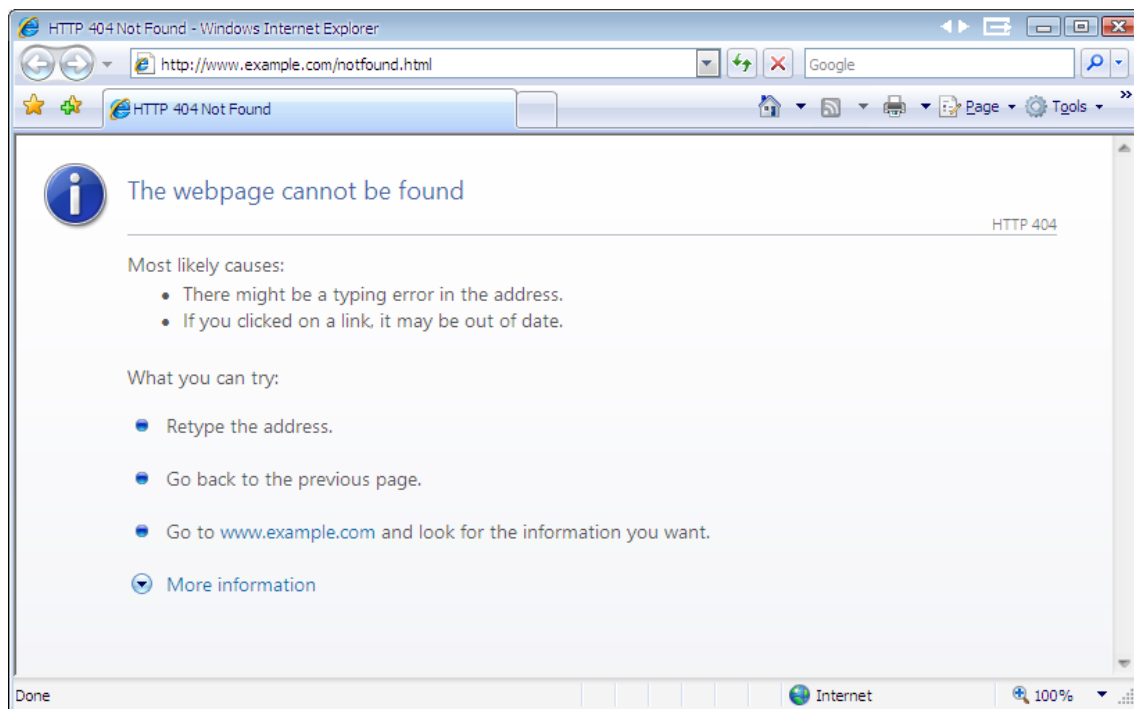 HTTP 404 Not Found - Windows Internet Explorer
http://www.example.com/notfound.html
Google
HTTP 404 Not Found
Page
Tools
The webpage cannot be found
HTTP 404
Most likely causes:
There might be a typing error in the address.
If you clicked on a link, it may be out of date.
What you can try:
Retype the address.
Go back to the previous page.
Go to www.example.com and look for the information you want.
More information
Done
Internet
100%